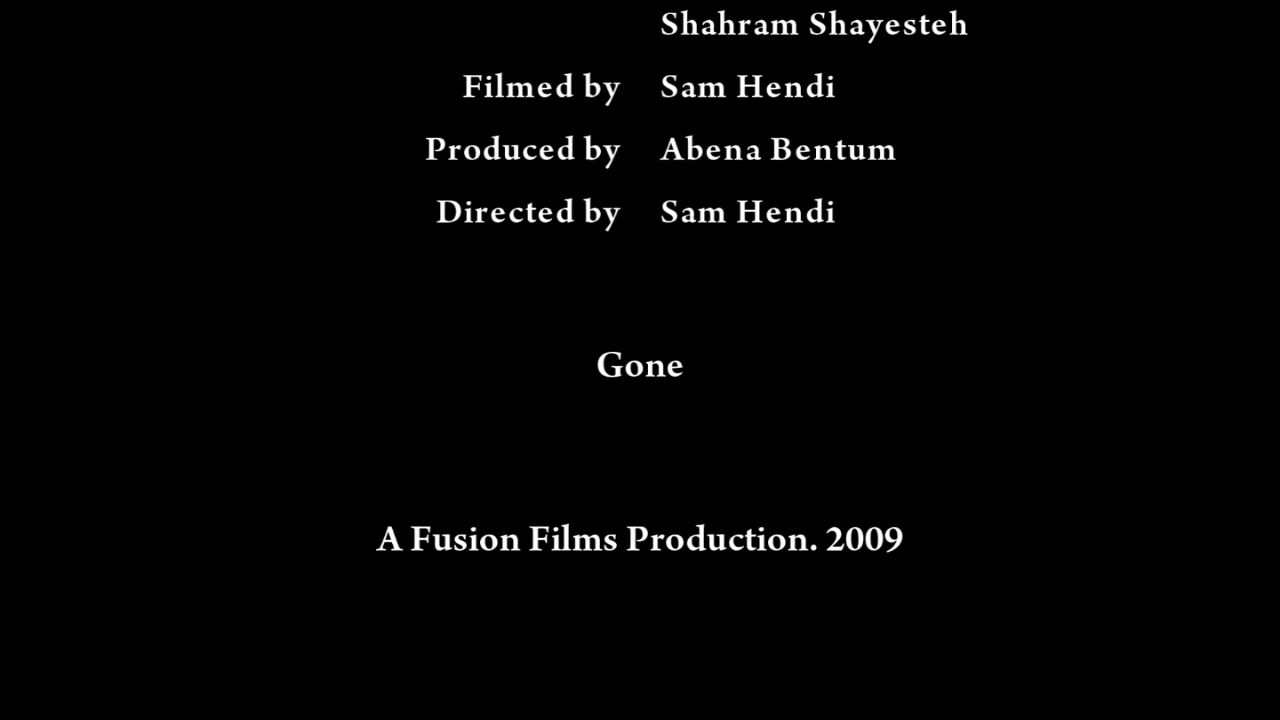 Shahram Shayesteh
Filmed by Sam Hendi
Produced by Abena Bentum
Directed by Sam Hendi
Gone
A Fusion Films Production. 2009